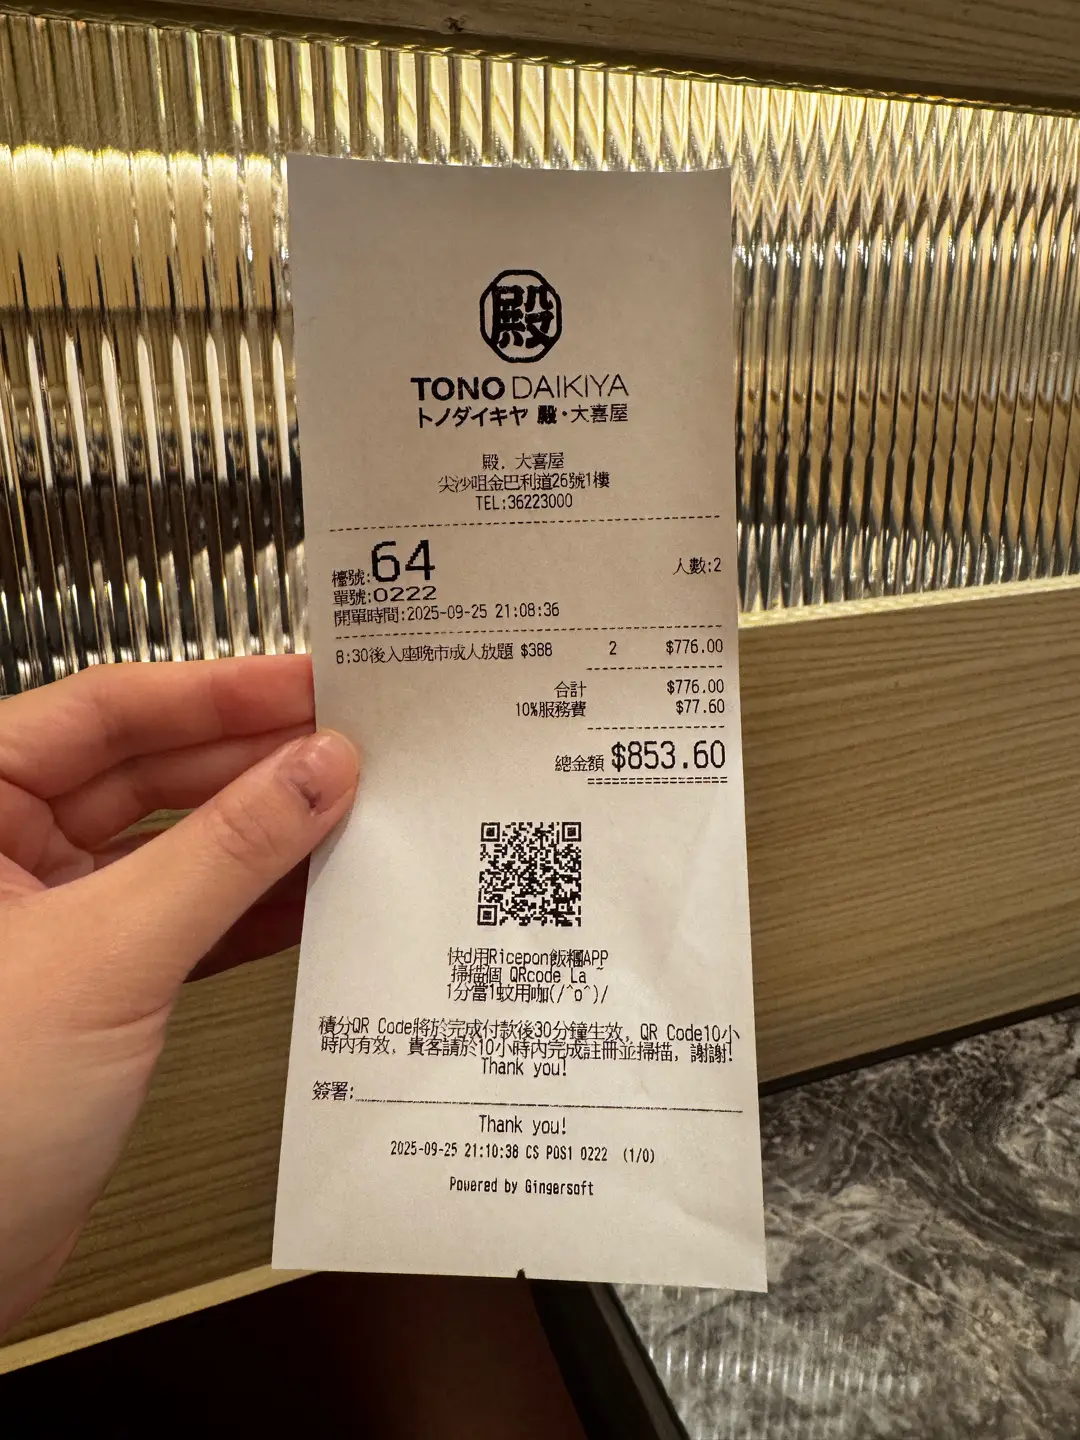 殿
TONO DAIKIYA
トノダイキヤ 殿・大喜屋
殿．大喜屋
尖沙咀金巴利道26號1樓
TEL:36223000
檯號:64 人數:2
單號:0222
開單時間:2025-09-25 21:08:36
8:30後入座晚市成人放題 $388 2 $776.00
合計 $776.00
10%服務費 $77.60
總金額 $853.60
快d用Ricepon飯糰APP
掃描個 QRcode La ~
1分當1蚊用咖(/^o^)/
積分QR Code將於完成付款後30分鐘生效，QR Code10小
時內有效，貴客請於10小時內完成註冊並掃描，謝謝!
Thank you!
簽署:
Thank you!
2025-09-25 21:10:38 CS POS1 0222 (1/0)
Powered by Gingersoft